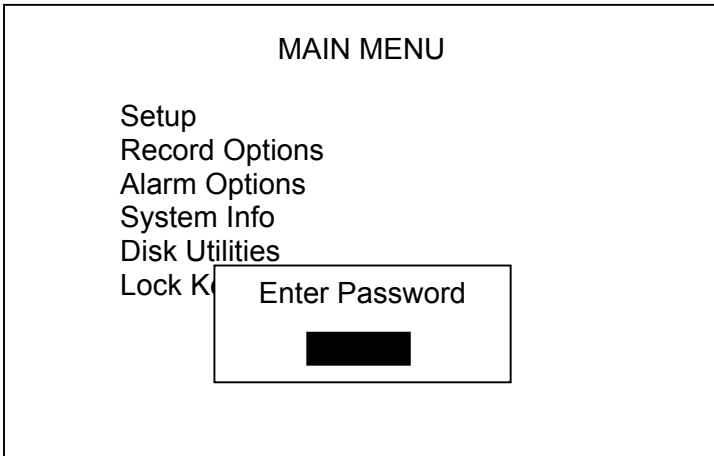 MAIN MENU
Setup
Record Options
Alarm Options
System Info
Disk Utilities
Lock
Enter Password